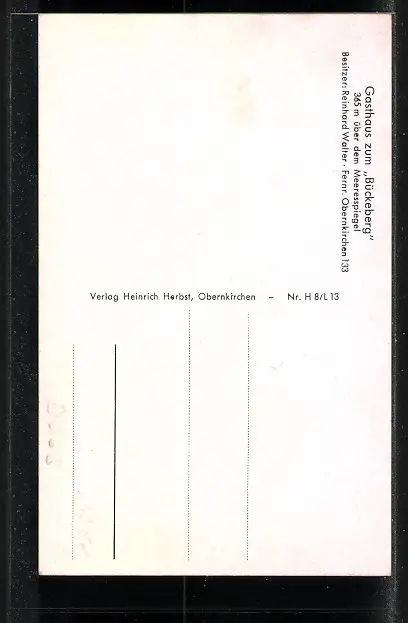 Gasthaus zum „Bückeberg"
365 m über dem Meeresspiegel
Besitzer: Reinhard Walter · Fernr. Obernkirchen 133
Verlag Heinrich Herbst, Obernkirchen – Nr. H 8/L 13